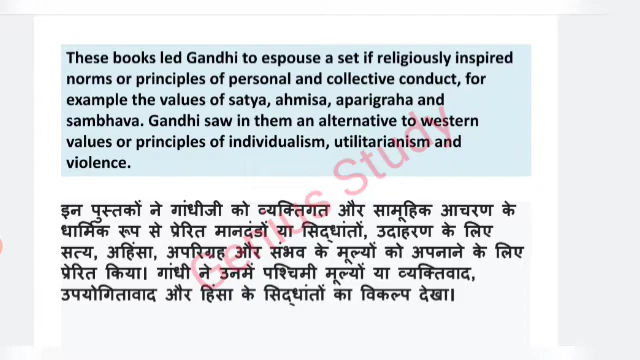 These books led Gandhi to espouse a set if religiously inspired
norms or principles of personal and collective conduct, for
example the values of satya, ahmisa, aparigraha and
sambhava. Gandhi saw in them an alternative to western
values or principles of individualism, utilitarianism and
violence.
इन पुस्तकों ने गांधीजी को व्यक्तिगत और सामूहिक आचरण के
धार्मिक रूप से प्रेरित मानदंडों या सिद्धांतों, उदाहरण के लिए
सत्य, अहिंसा, अपरिग्रह और संभव के मूल्यों को अपनाने के लिए
प्रेरित किया। गांधी ने उनमें पश्चिमी मूल्यों या व्यक्तिवाद,
उपयोगितावाद और हिंसा के सिद्धांतों का विकल्प देखा।
Genius Study